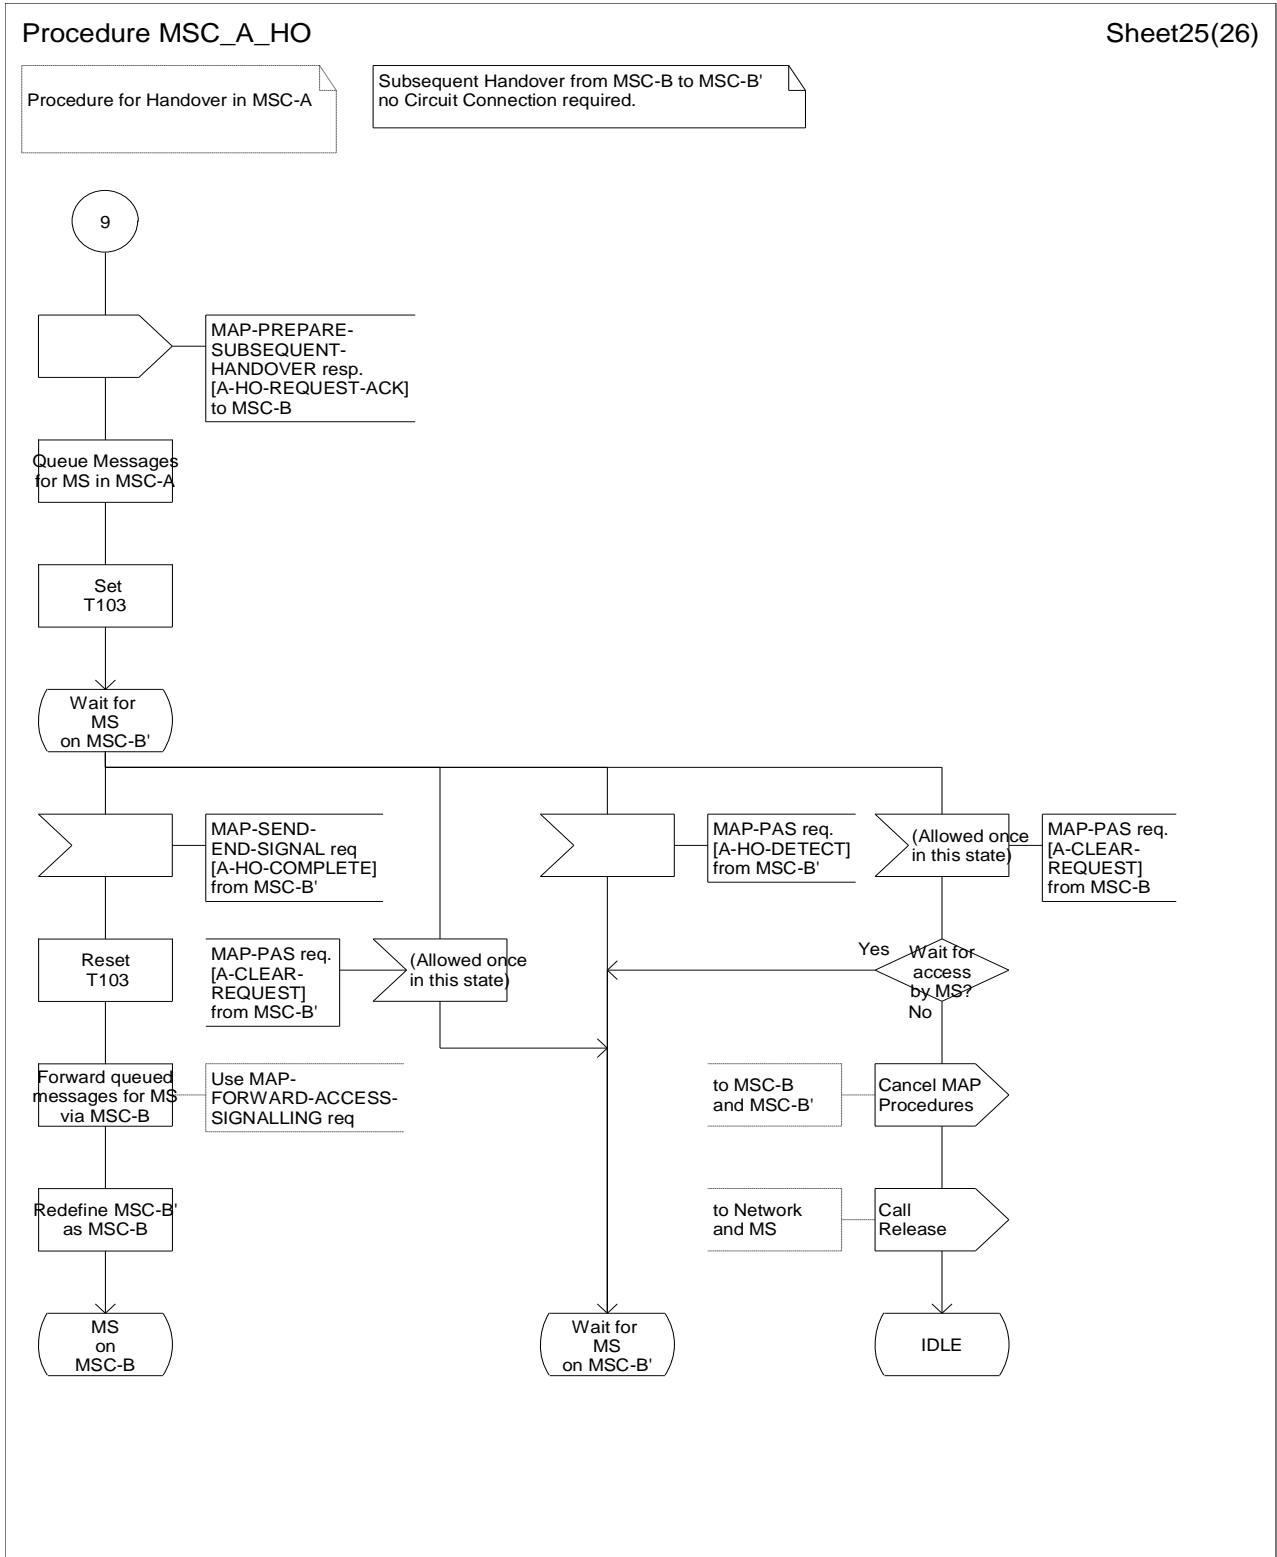 Procedure MSC_A_HO
Sheet25(26)
Procedure for Handover in MSC-A
Subsequent Handover from MSC-B to MSC-B'
no Circuit Connection required.
9
MAP-PREPARE-
SUBSEQUENT-
HANDOVER resp.
[A-HO-REQUEST-ACK]
to MSC-B
Queue Messages
for MS in MSC-A
Set
T103
Wait for
MS
on MSC-B'
MAP-SEND-
END-SIGNAL req
[A-HO-COMPLETE]
from MSC-B'
MAP-PAS req.
[A-HO-DETECT]
from MSC-B'
(Allowed once
in this state)
MAP-PAS req.
[A-CLEAR-
REQUEST]
from MSC-B
Reset
T103
MAP-PAS req.
[A-CLEAR-
REQUEST]
from MSC-B'
(Allowed once
in this state)
Yes
Wait for
access
by MS?
No
Forward queued
messages for MS
via MSC-B
Use MAP-
FORWARD-ACCESS-
SIGNALLING req
to MSC-B
and MSC-B'
Cancel MAP
Procedures
Redefine MSC-B'
as MSC-B
to Network
and MS
Call
Release
MS
on
MSC-B
Wait for
MS
on MSC-B'
IDLE